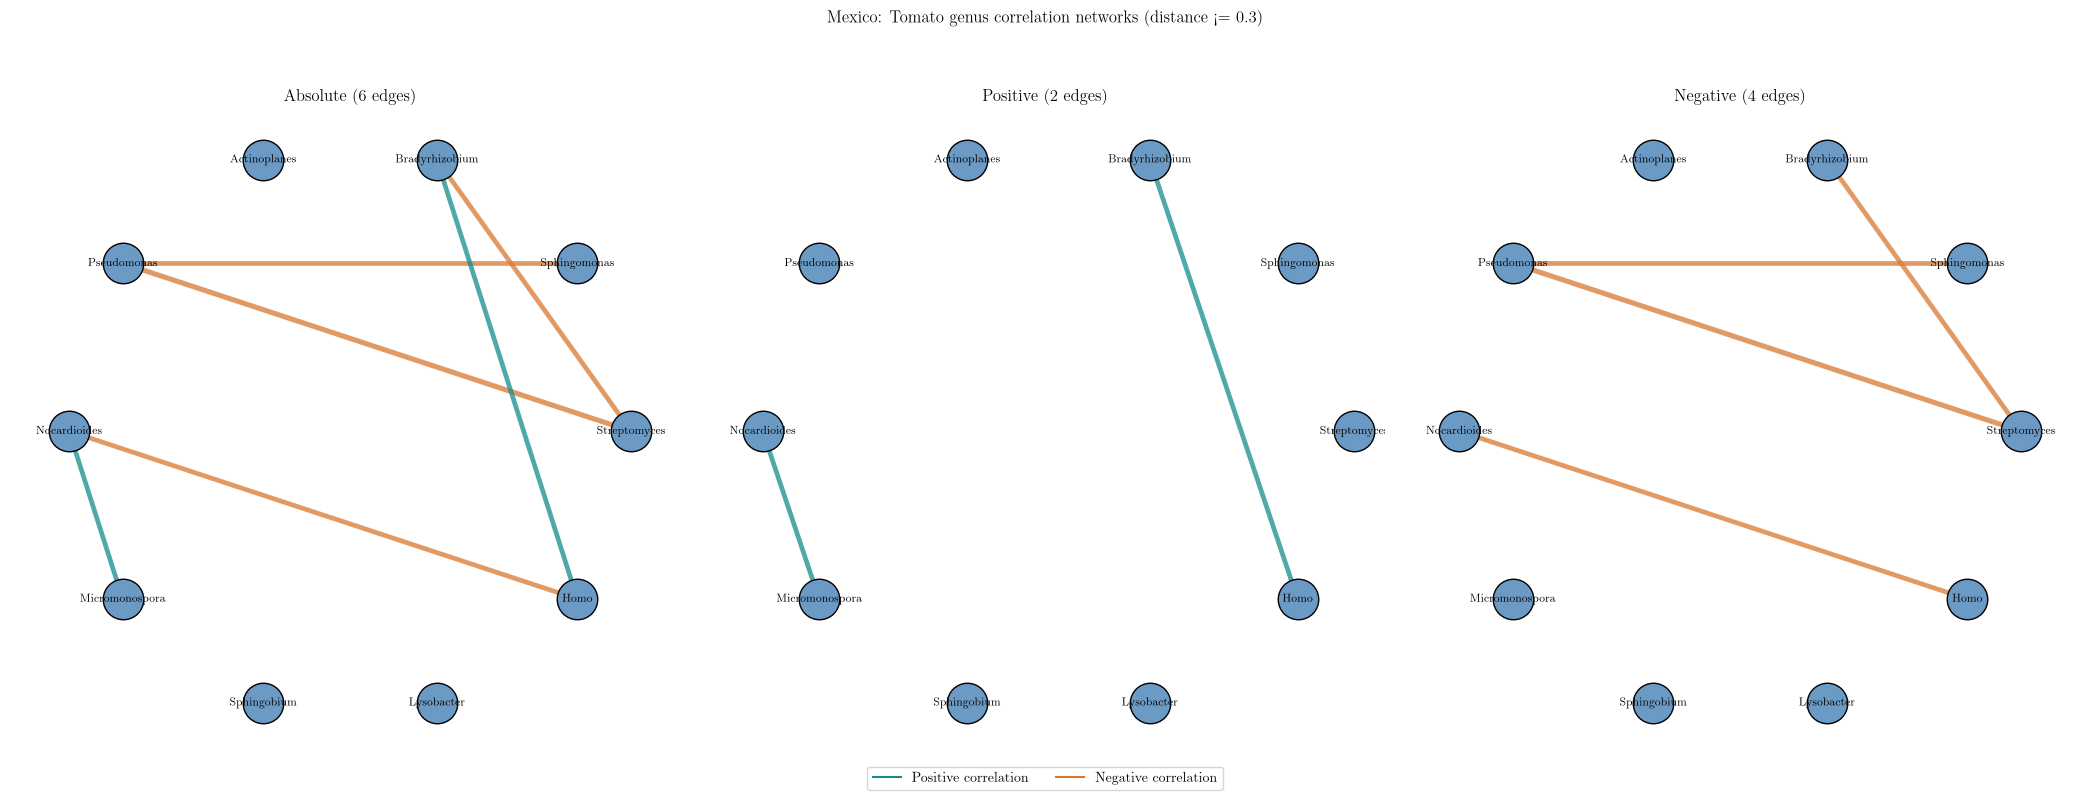 Mexico: Tomato genus correlation networks (distance ¡= 0.3)
Absolute (6 edges)
Actinoplanes
Bradyrhizobium
Pseudomonas
Sphingomonas
Nocardioides
Streptomyces
Micromonospora
Homo
Sphingobium
Lysobacter
Positive (2 edges)
Actinoplanes
Bradyrhizobium
Pseudomonas
Sphingomonas
Nocardioides
Streptomyces
Micromonospora
Homo
Sphingobium
Lysobacter
Negative (4 edges)
Actinoplanes
Bradyrhizobium
Pseudomonas
Sphingomonas
Nocardioides
Streptomyces
Micromonospora
Homo
Sphingobium
Lysobacter
Positive correlation
Negative correlation